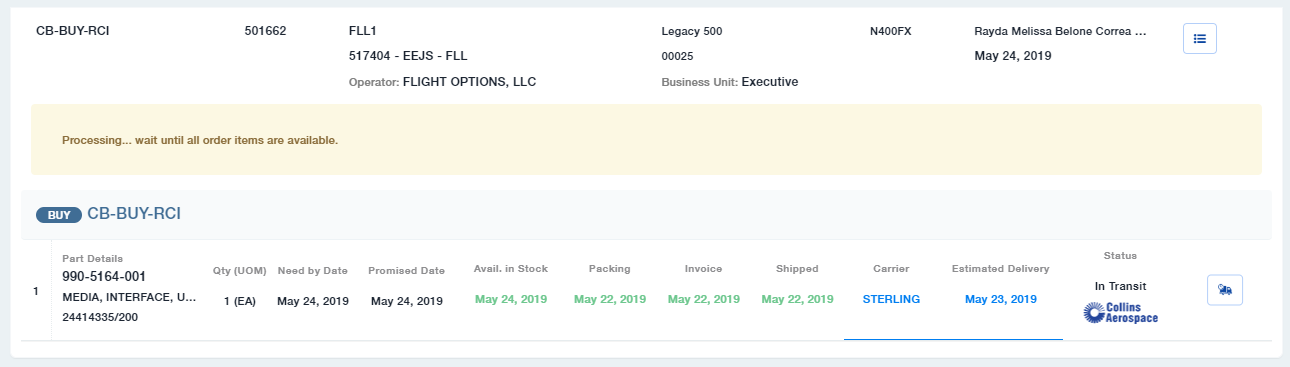 CB-BUY-RCI 501662 FLL1 Legacy 500 N400FX Rayda Melissa Belone Correa ...
517404 - EEJS - FLL 00025 May 24, 2019
Operator: FLIGHT OPTIONS, LLC Business Unit: Executive
Processing... wait until all order items are available.
BUY CB-BUY-RCI
Part Details Qty (UOM) Need by Date Promised Date Avail. in Stock Packing Invoice Shipped Carrier Estimated Delivery Status
1 990-5164-001 1 (EA) May 24, 2019 May 24, 2019 May 24, 2019 May 22, 2019 May 22, 2019 May 22, 2019 STERLING May 23, 2019 In Transit
MEDIA, INTERFACE, U...
24414335/200
Collins
Aerospace